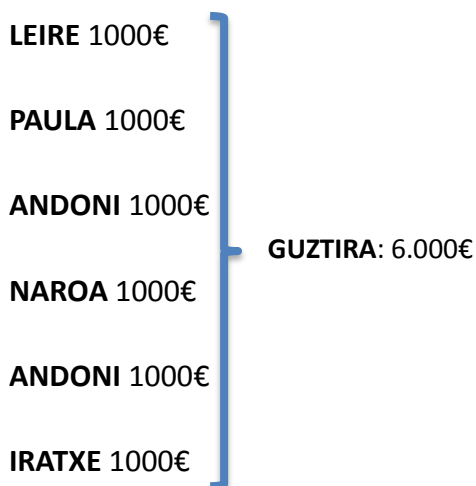 LEIRE 1000€
PAULA 1000€
ANDONI 1000€
GUZTIRA: 6.000€
NAROA 1000€
ANDONI 1000€
IRATXE 1000€